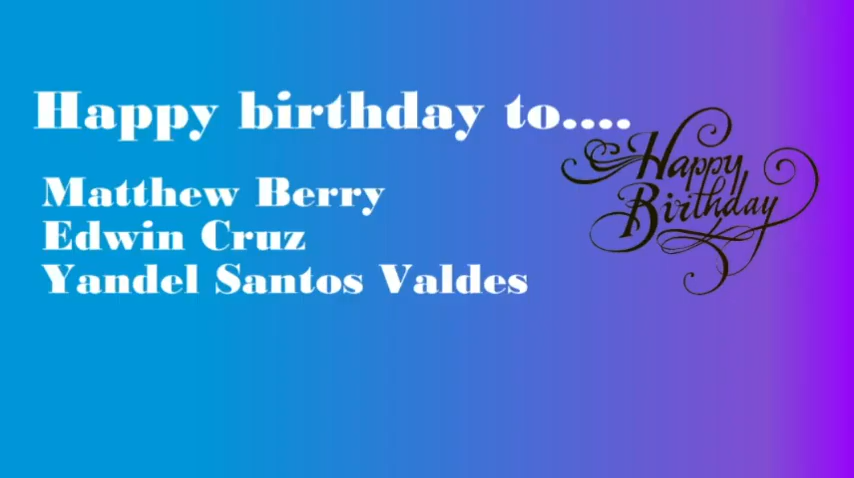 Happy birthday to....
Matthew Berry
Edwin Cruz
Yandel Santos Valdes
Happy
Birthday